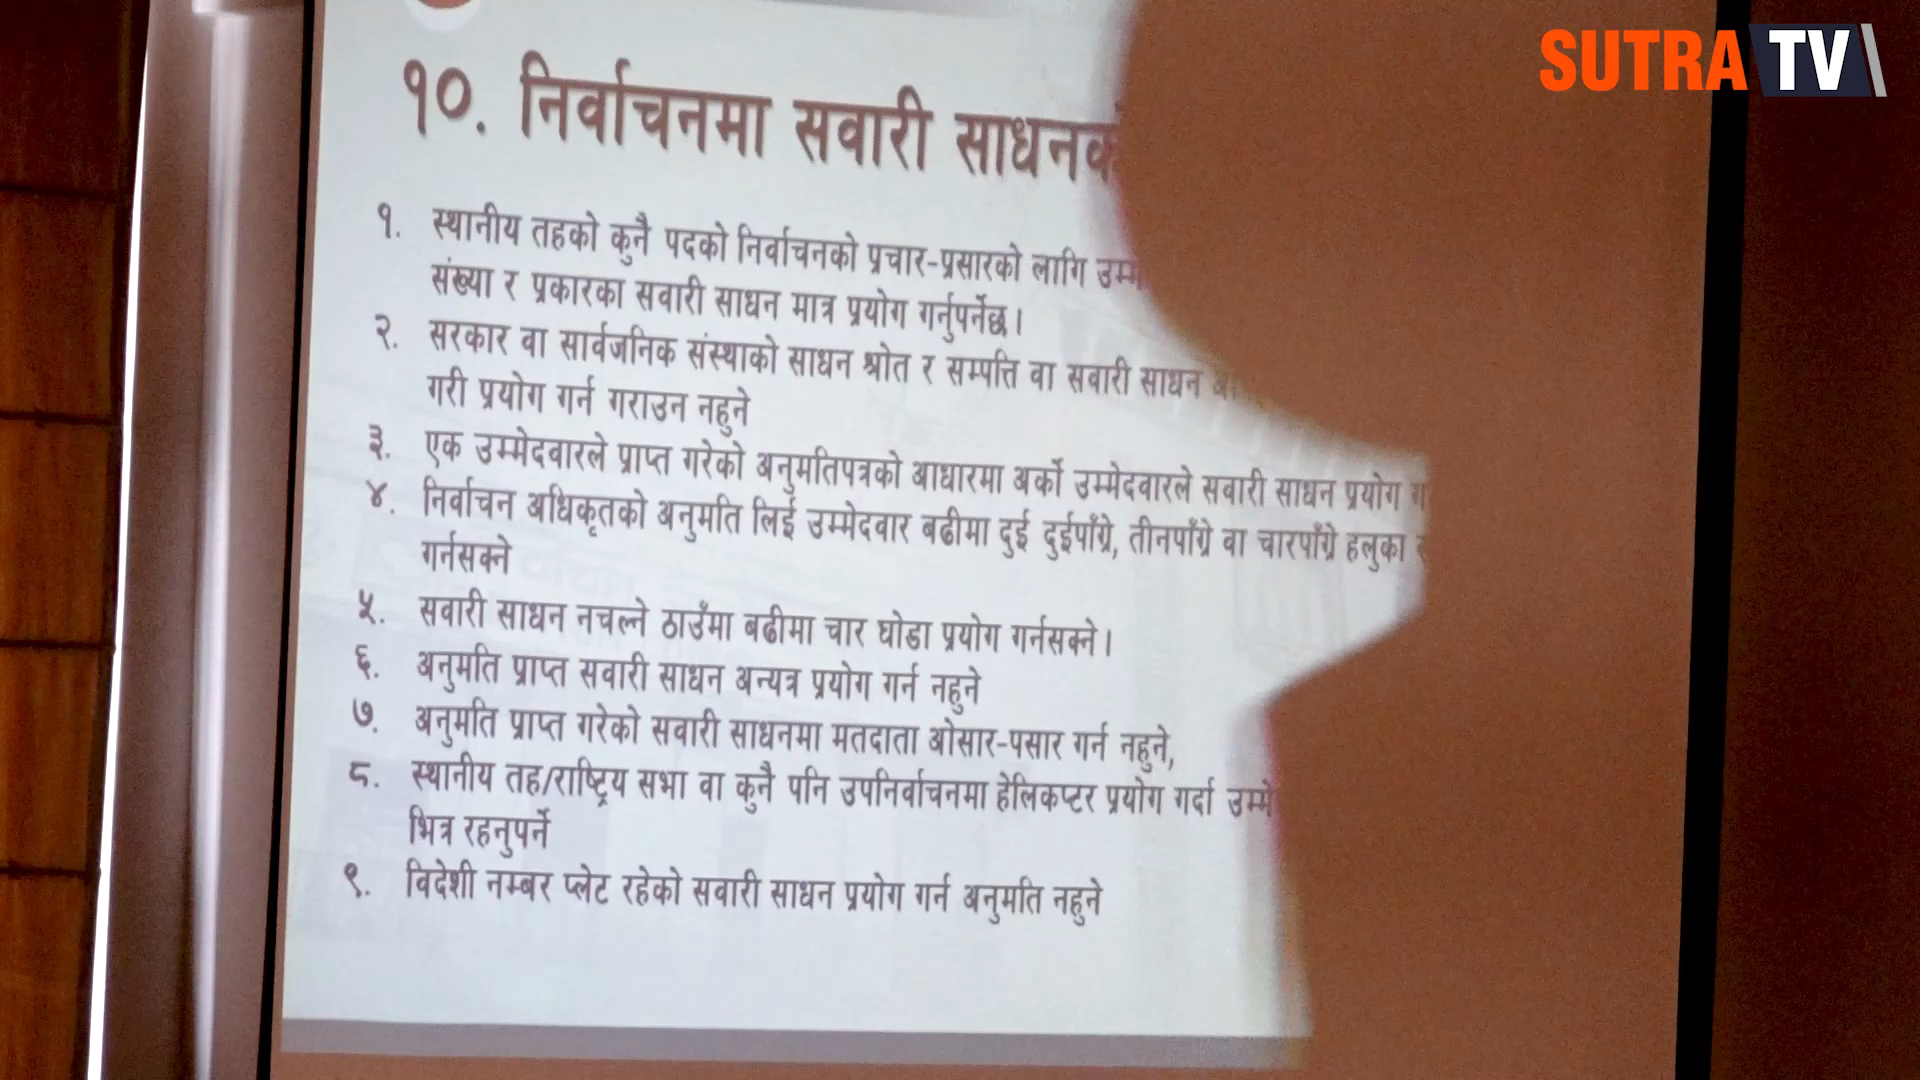 SUTRA TV
१०. निर्वाचनमा सवारी
१. स्थानीय तहको कुनै पदको निर्वाचनको प्रचार-प्रसारको लागि
संख्या र प्रकारका सवारी साधन मात्र प्रयोग गर्नुपर्नेछ।
२. सरकार वा सार्वजनिक संस्थाको साधन श्रोत र सम्पत्ति वा सवारी साधन
गरी प्रयोग गर्न गराउन नहुने
३. एक उम्मेदवारले प्राप्त गरेको अनुमतिपत्रको आधारमा अर्को उम्मेदवारले सवारी साधन प्रयोग
४. निर्वाचन अधिकृतको अनुमति लिई उम्मेदवार बढीमा दुई दुईपाँग्रे, तीनपाँग्रे वा चारपाँग्रे हलुका
गर्नसक्ने
५. सवारी साधन नचल्ने ठाउँमा बढीमा चार घोडा प्रयोग गर्नसक्ने।
६. अनुमति प्राप्त सवारी साधन अन्यत्र प्रयोग गर्न नहुने
७. अनुमति प्राप्त गरेको सवारी साधनमा मतदाता ओसार-पसार गर्न नहुने,
८. स्थानीय तह/राष्ट्रिय सभा वा कुनै पनि उपनिर्वाचनमा हेलिकप्टर प्रयोग गर्दा
भित्र रहनुपर्ने
९. विदेशी नम्बर प्लेट रहेको सवारी साधन प्रयोग गर्न अनुमति नहुने